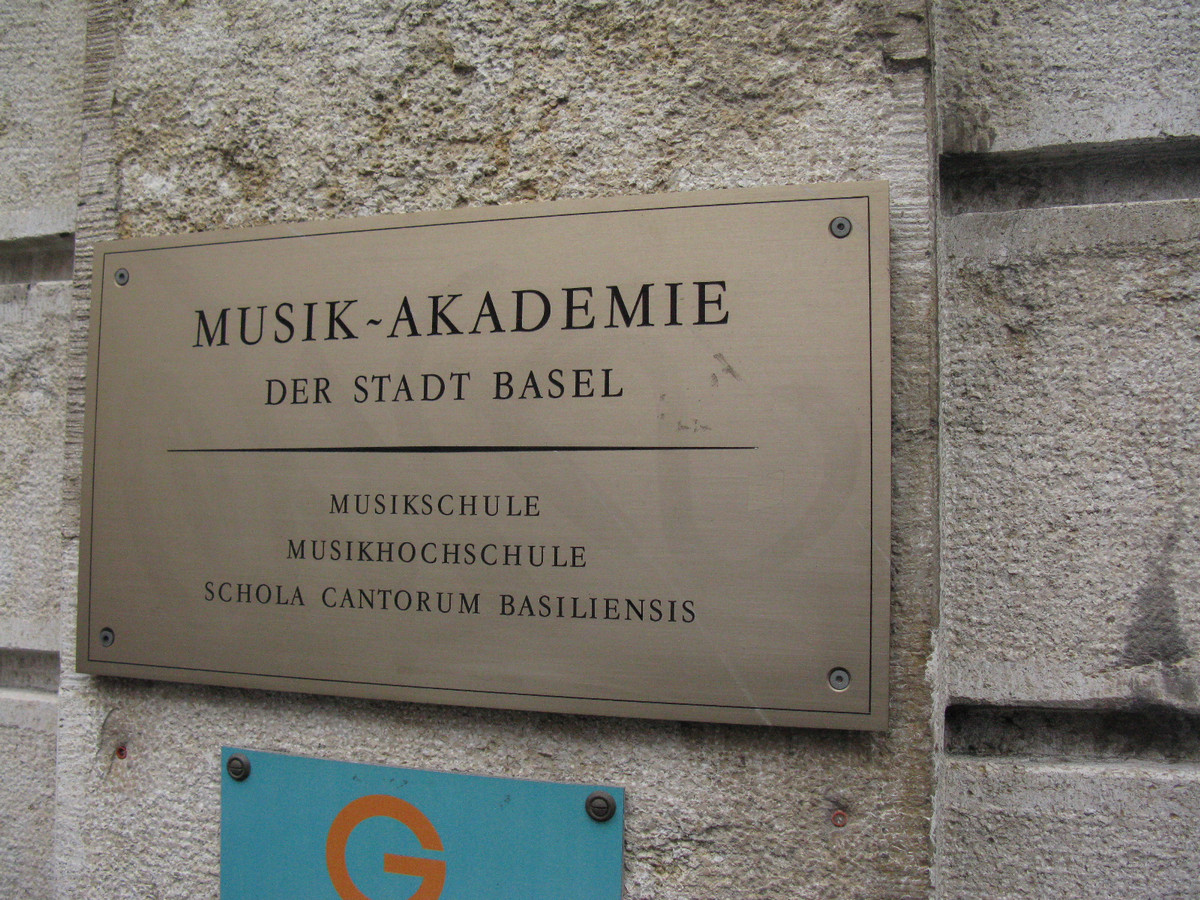 MUSIK-AKADEMIE
DER STADT BASEL
MUSIKSCHULE
MUSIKHOCHSCHULE
SCHOLA CANTORUM BASILIENSIS
G